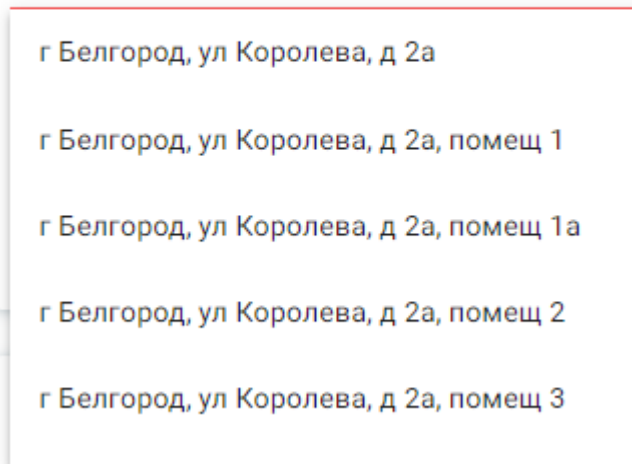 г Белгород, ул Королева, д 2а
г Белгород, ул Королева, д 2а, помещ 1
г Белгород, ул Королева, д 2а, помещ 1а
г Белгород, ул Королева, д 2а, помещ 2
г Белгород, ул Королева, д 2а, помещ 3